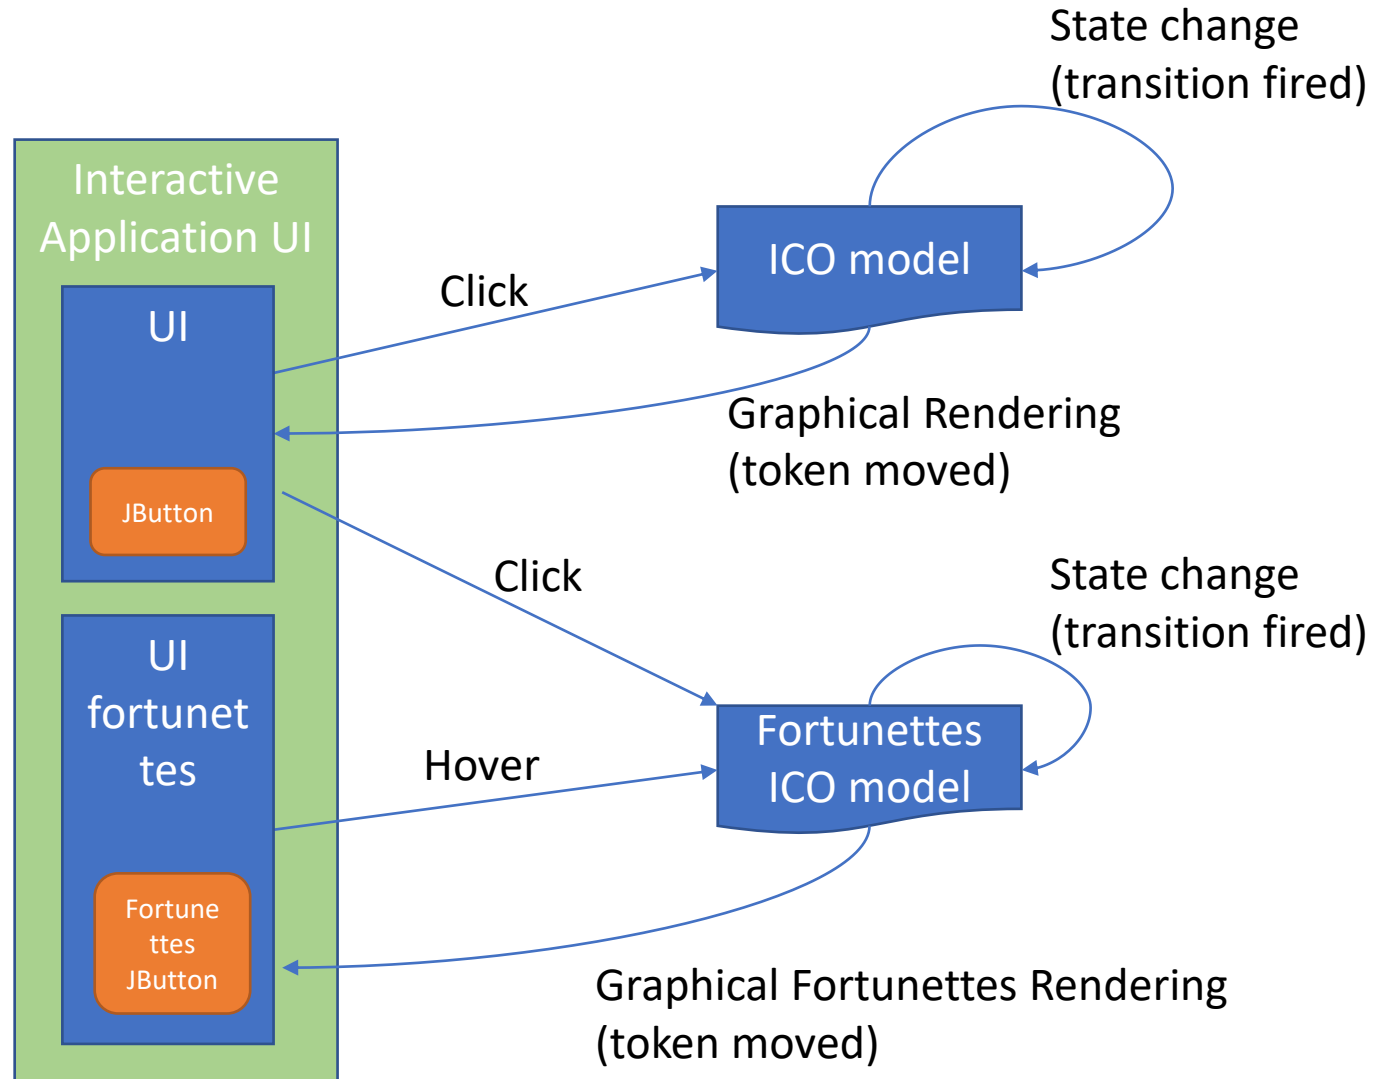 State change
(transition fired)
Interactive
Application UI
ICO model
Click
UI
Graphical Rendering
(token moved)
JButton
Click
State change
(transition fired)
UI
fortunet
tes
Fortunettes
ICO model
Hover
Fortune
ttes
JButton
Graphical Fortunettes Rendering
(token moved)